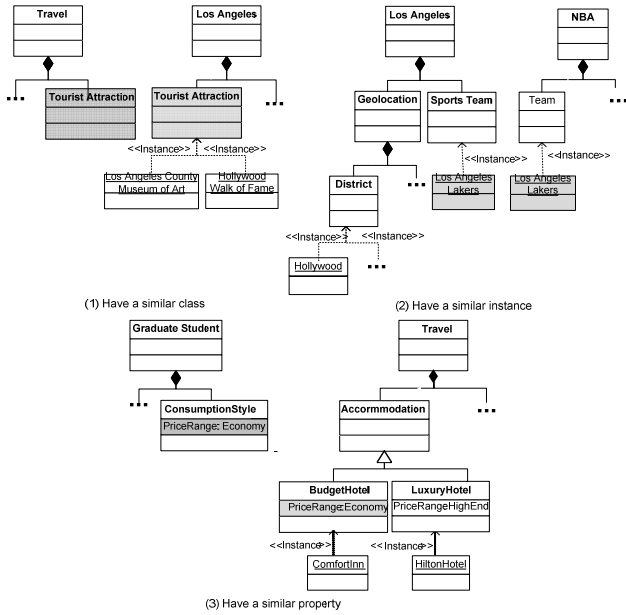 Travel
Tourist Attraction
Los Angeles
Tourist Attraction
<<Instance>>
<<Instance>>
Los Angeles County
Museum of Art
Hollywood
Walk of Fame
(1) Have a similar class
Los Angeles
Geolocation
Sports Team
District
<<Instance>>
<<Instance>>
Hollywood
<<Instance>>
Los Angeles
Lakers
NBA
Team
<<Instance>>
Los Angeles
Lakers
(2) Have a similar instance
Graduate Student
ConsumptionStyle
PriceRange: Economy
Travel
Accormmodation
BudgetHotel
PriceRange:Economy
LuxuryHotel
PriceRangeHighEnd
<<Instance>>
<<Instance>>
ComfortInn
HiltonHotel
(3) Have a similar property